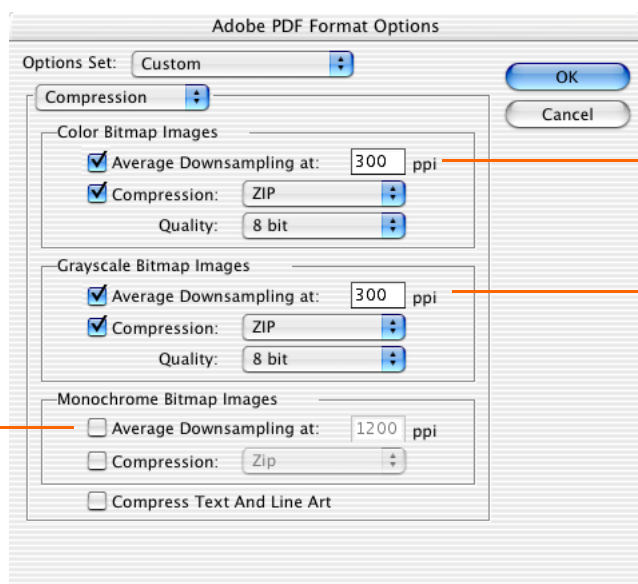 Adobe PDF Format Options
Options Set: Custom
OK
Compression
Cancel
Color Bitmap Images
Average Downsampling at: 300 ppi
Compression: ZIP
Quality: 8 bit
Grayscale Bitmap Images
Average Downsampling at: 300 ppi
Compression: ZIP
Quality: 8 bit
Monochrome Bitmap Images
Average Downsampling at: 1200 ppi
Compression: Zip
Compress Text And Line Art